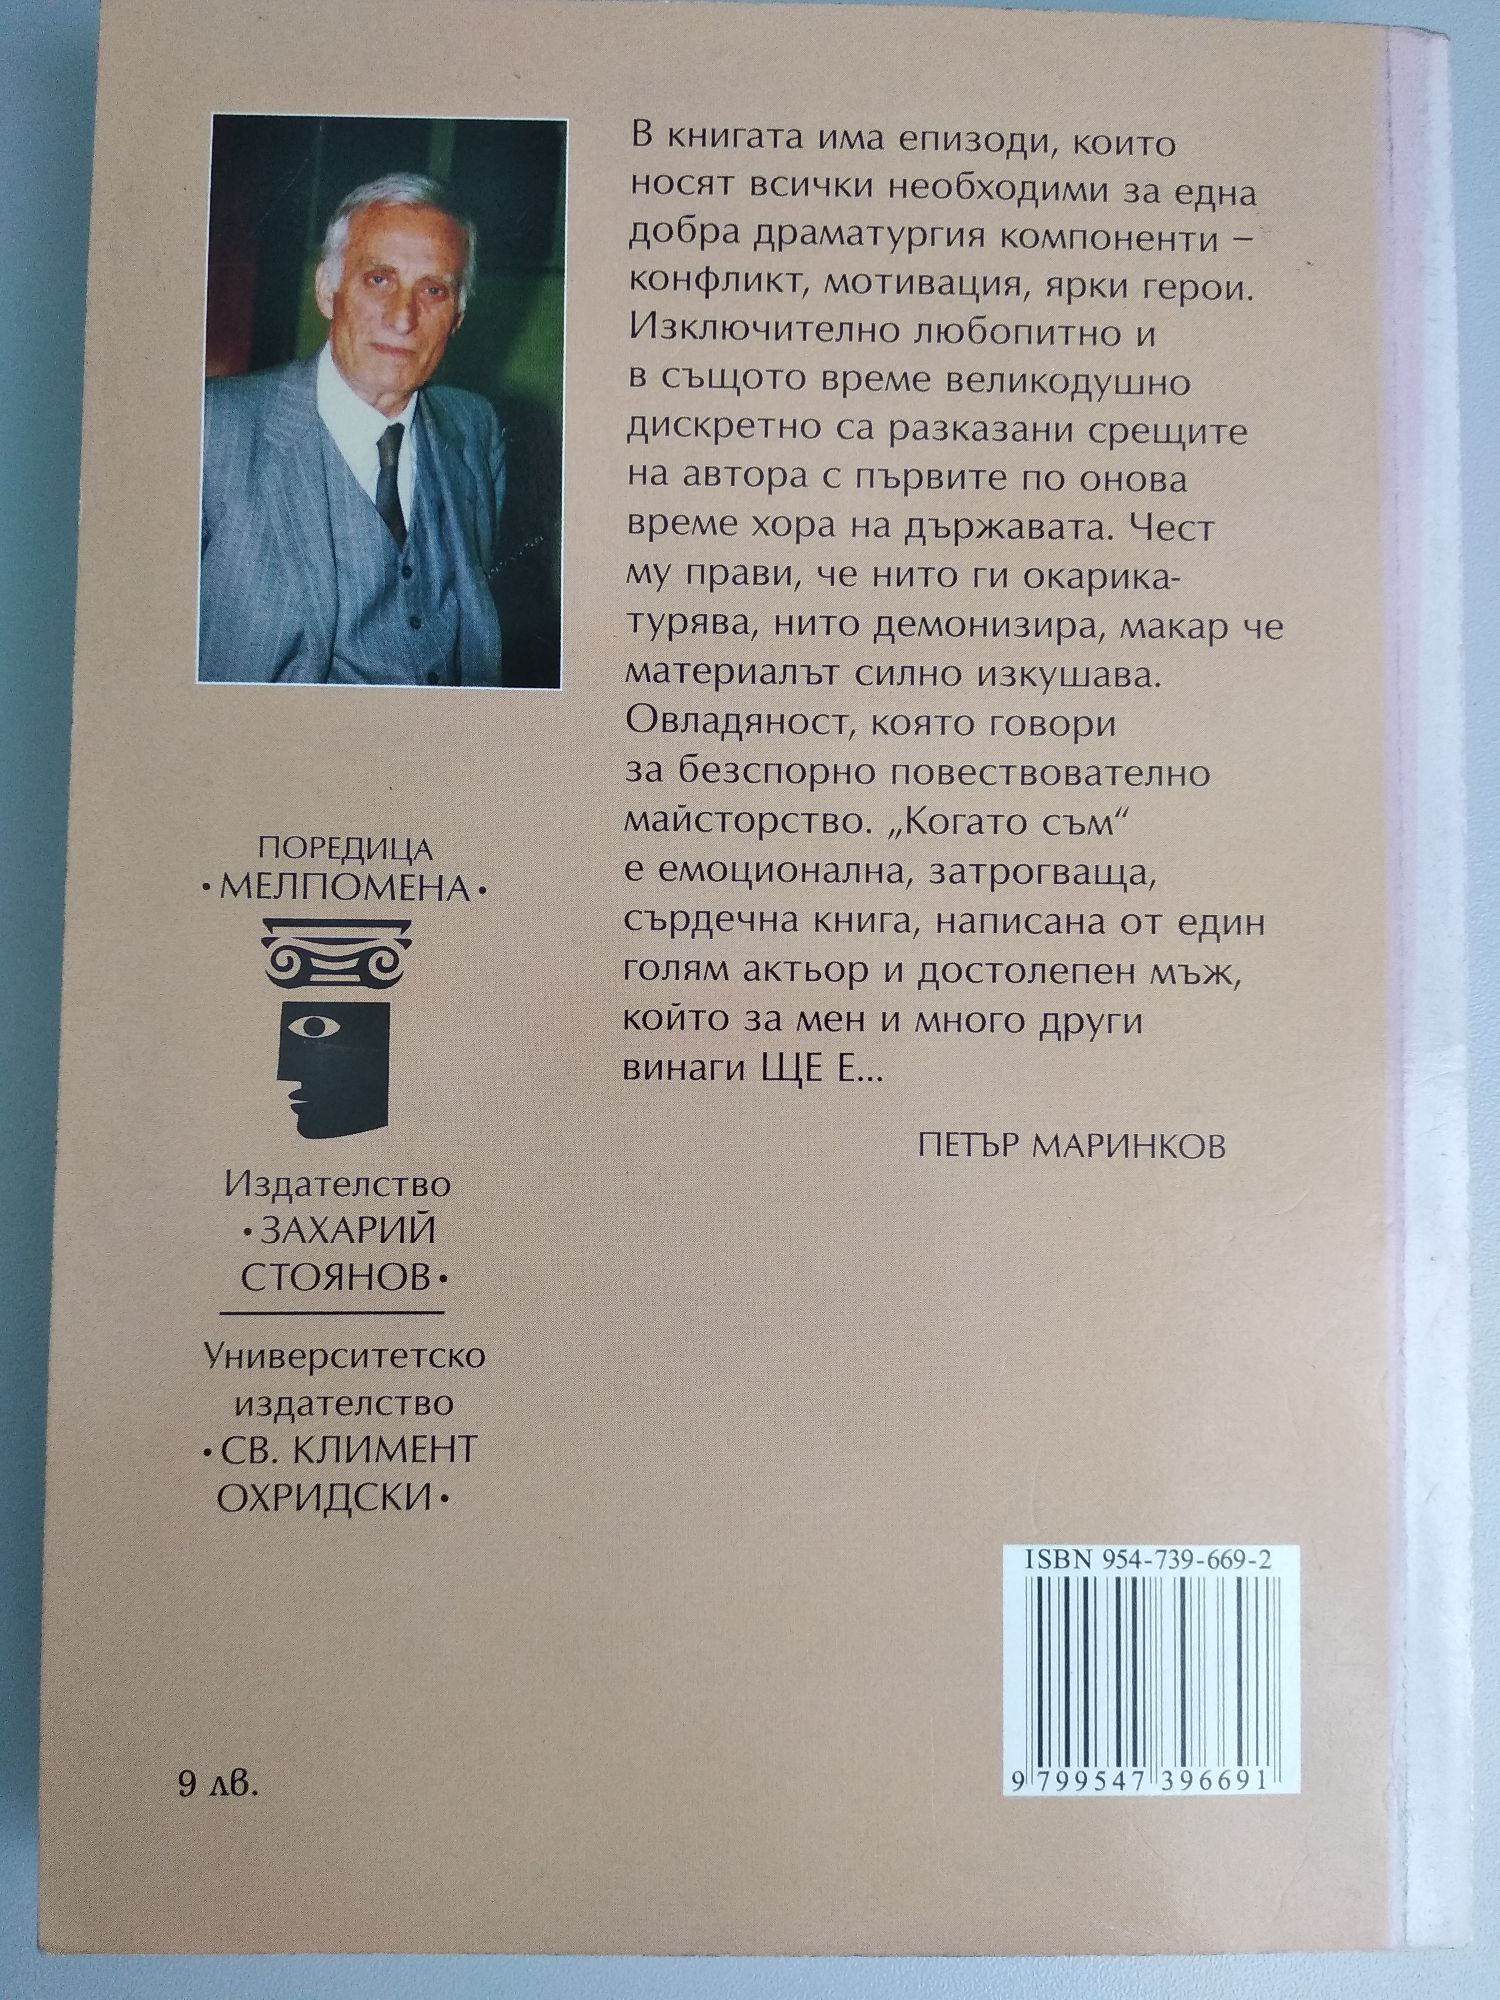 В книгата има епизоди, които
носят всички необходими за една
добра драматургия компоненти –
конфликт, мотивация, ярки герои.
Изключително любопитно и
в същото време великодушно
дискретно са разказани срещите
на автора с първите по онова
време хора на държавата. Чест
му прави, че нито ги окарика-
турява, нито демонизира, макар че
материалът силно изкушава.
Овладяност, която говори
за безспорно повествователно
майсторство. „Когато съм“
е емоционална, затрогваща,
сърдечна книга, написана от един
голям актьор и достолепен мъж,
който за мен и много други
винаги ЩЕ Е...
ПЕТЪР МАРИНКОВ
ПОРЕДИЦА
• МЕЛПОМЕНА •
Издателство
• ЗАХАРИЙ
СТОЯНОВ •
Университетско
издателство
• СВ. КЛИМЕНТ
ОХРИДСКИ •
9 лв.
ISBN 954-739-669-2
9 799547 396691